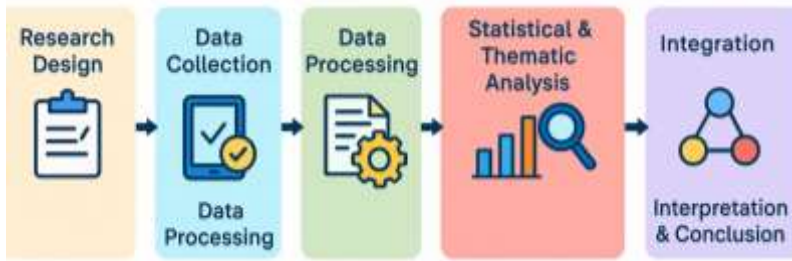 Research
Design
Data
Collection
Data
Processing
Data
Processing
Statistical &
Thematic
Analysis
Integration
Interpretation
& Conclusion